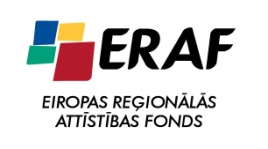 ERAF
EIROPAS REĢIONĀLĀS
ATTĪSTĪBAS FONDS